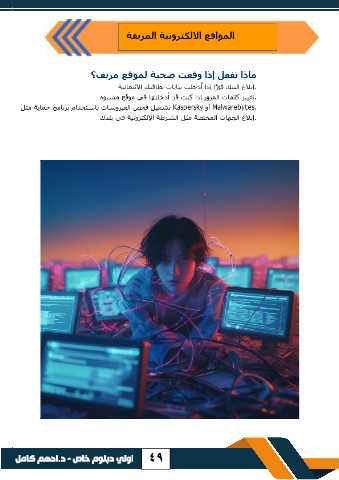 المواقع الالكترونية المزيفة
ماذا تفعل إذا وقعت ضحية لموقع مزيف؟
إبلاغ البنك فورًا إذا أدخلت بيانات بطاقتك الائتمانية.
تغيير كلمات المرور إذا كنت قد أدخلتها في موقع مشبوه.
تشغيل فحص الفيروسات باستخدام برنامج حماية مثل Kaspersky أو Malwarebytes.
إبلاغ الجهات المختصة مثل الشرطة الإلكترونية في بلدك.
اولي دبلوم خاص - د.ادهم كامل
٤٩